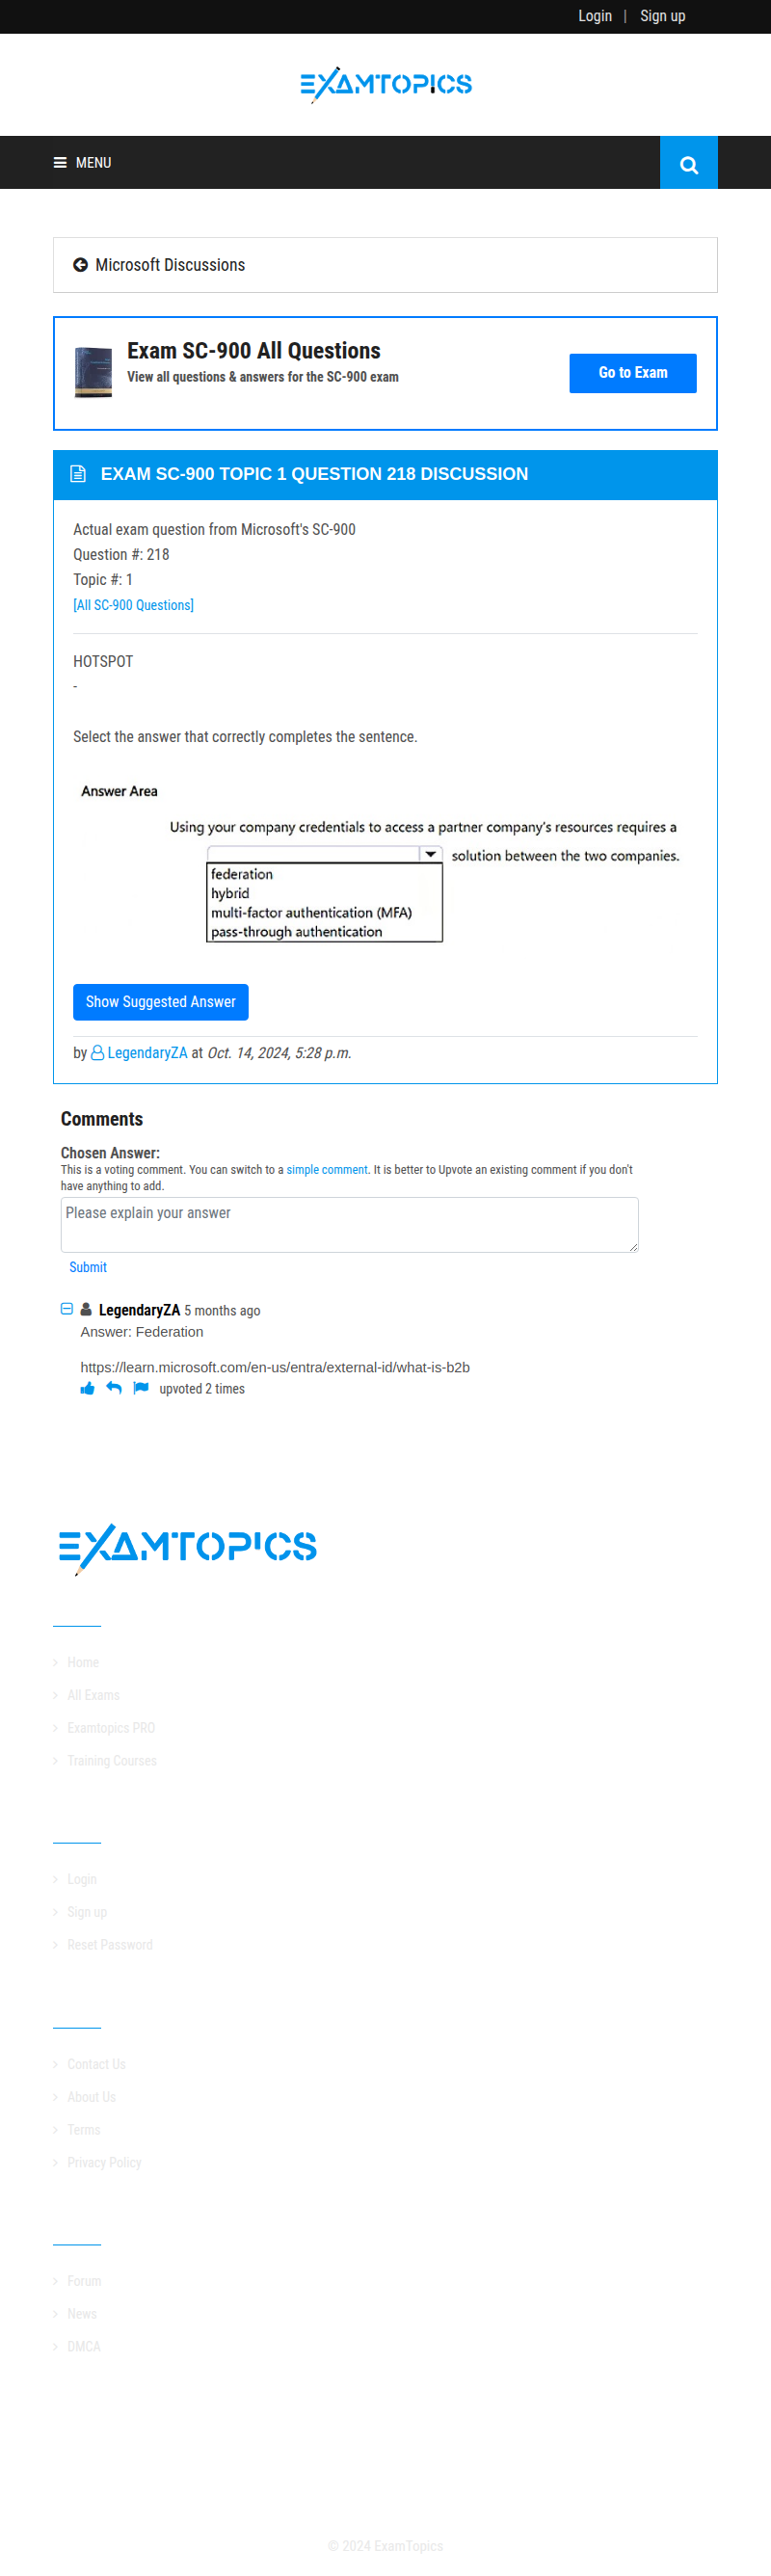 Login | Sign up
EXAMTOPICS
MENU
Microsoft Discussions
Exam SC-900 All Questions
View all questions & answers for the SC-900 exam
Go to Exam
EXAM SC-900 TOPIC 1 QUESTION 218 DISCUSSION
Actual exam question from Microsoft's SC-900
Question #: 218
Topic #: 1
[All SC-900 Questions]
HOTSPOT
-
Select the answer that correctly completes the sentence.
Answer Area
Using your company credentials to access a partner company's resources requires a
solution between the two companies.
federation
hybrid
multi-factor authentication (MFA)
pass-through authentication
Show Suggested Answer
by LegendaryZA at Oct. 14, 2024, 5:28 p.m.
Comments
Chosen Answer:
This is a voting comment. You can switch to a simple comment. It is better to Upvote an existing comment if you don't
have anything to add.
Please explain your answer
Submit
LegendaryZA 5 months ago
Answer: Federation
https://learn.microsoft.com/en-us/entra/external-id/what-is-b2b
upvoted 2 times
EXAMTOPICS
Home
All Exams
Examtopics PRO
Training Courses
Login
Sign up
Reset Password
Contact Us
About Us
Terms
Privacy Policy
Forum
News
DMCA
© 2024 ExamTopics